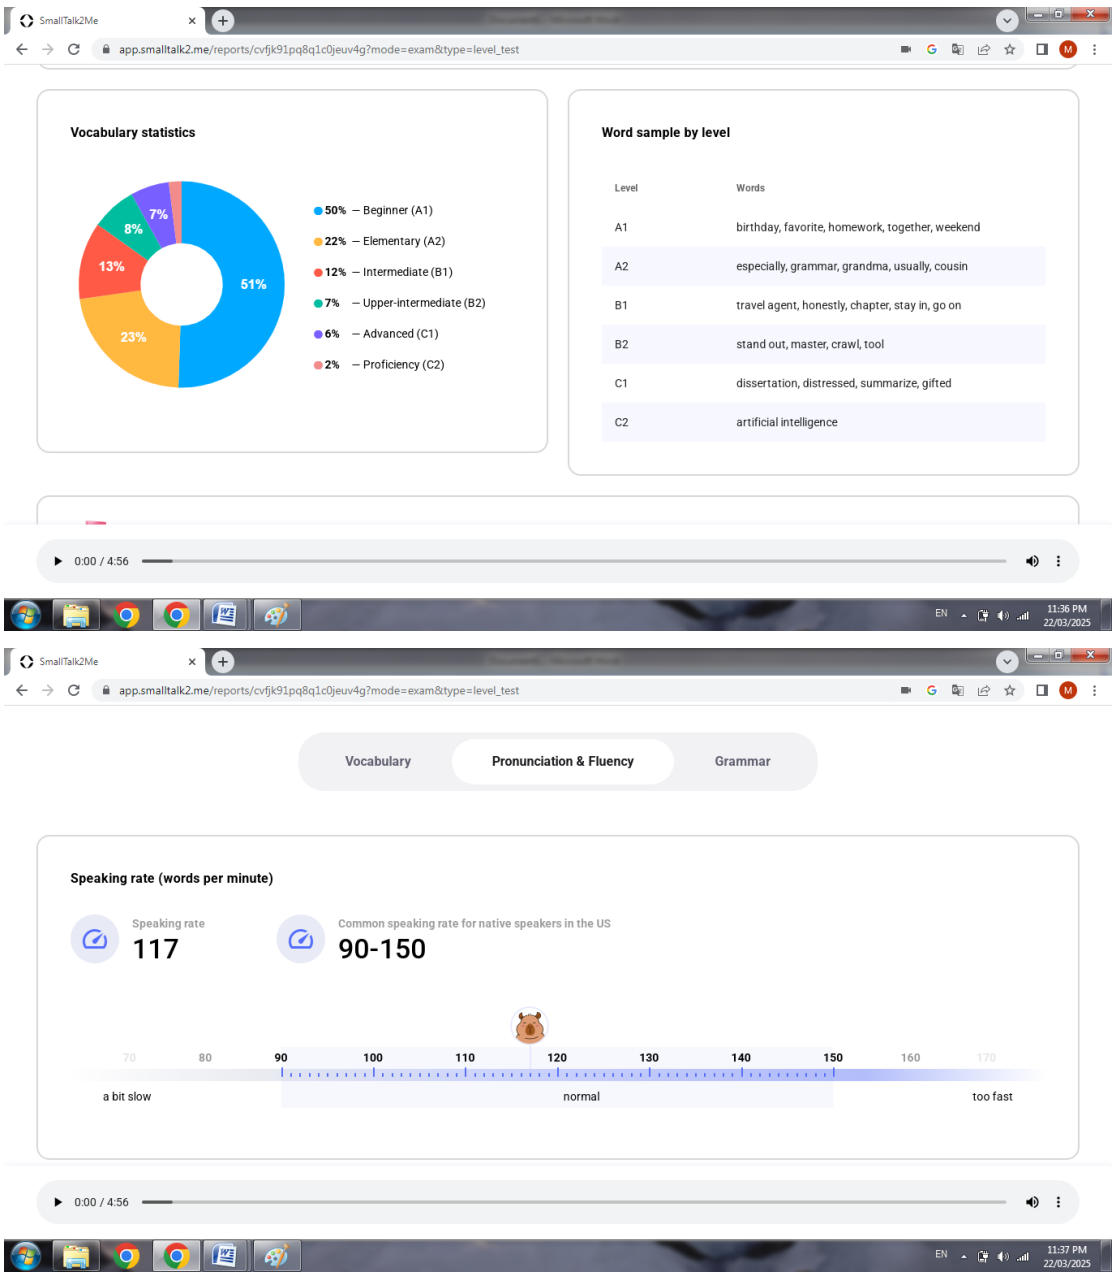 SmallTalk2Me
app.smalltalk2.me/reports/cvfjk91pq8q1c0jeuv4g?mode=exam&type=level_test
M
Vocabulary statistics
51%
23%
13%
8%
7%
50% — Beginner (A1)
22% — Elementary (A2)
12% — Intermediate (B1)
7% — Upper-intermediate (B2)
6% — Advanced (C1)
2% — Proficiency (C2)
Word sample by level
Level Words
A1 birthday, favorite, homework, together, weekend
A2 especially, grammar, grandma, usually, cousin
B1 travel agent, honestly, chapter, stay in, go on
B2 stand out, master, crawl, tool
C1 dissertation, distressed, summarize, gifted
C2 artificial intelligence
0:00 / 4:56
EN
11:36 PM
22/03/2025
SmallTalk2Me
app.smalltalk2.me/reports/cvfjk91pq8q1c0jeuv4g?mode=exam&type=level_test
M
Vocabulary Pronunciation & Fluency Grammar
Speaking rate (words per minute)
Speaking rate
117
Common speaking rate for native speakers in the US
90-150
70 80 90 100 110 120 130 140 150 160 170
a bit slow normal too fast
0:00 / 4:56
EN
11:37 PM
22/03/2025